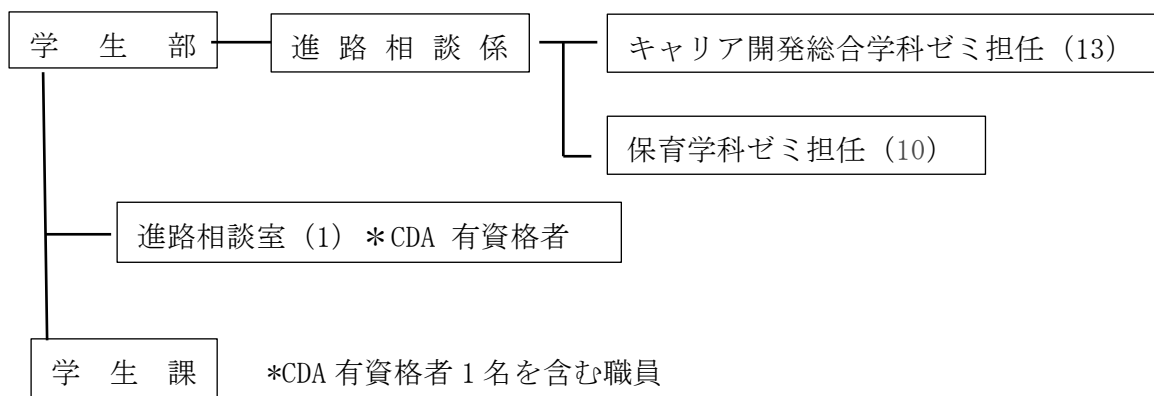 学 生 部
進 路 相 談 係
キャリア開発総合学科ゼミ担任（13）
保育学科ゼミ担任（10）
進路相談室（1）＊CDA 有資格者
学 生 課
*CDA 有資格者 1 名を含む職員